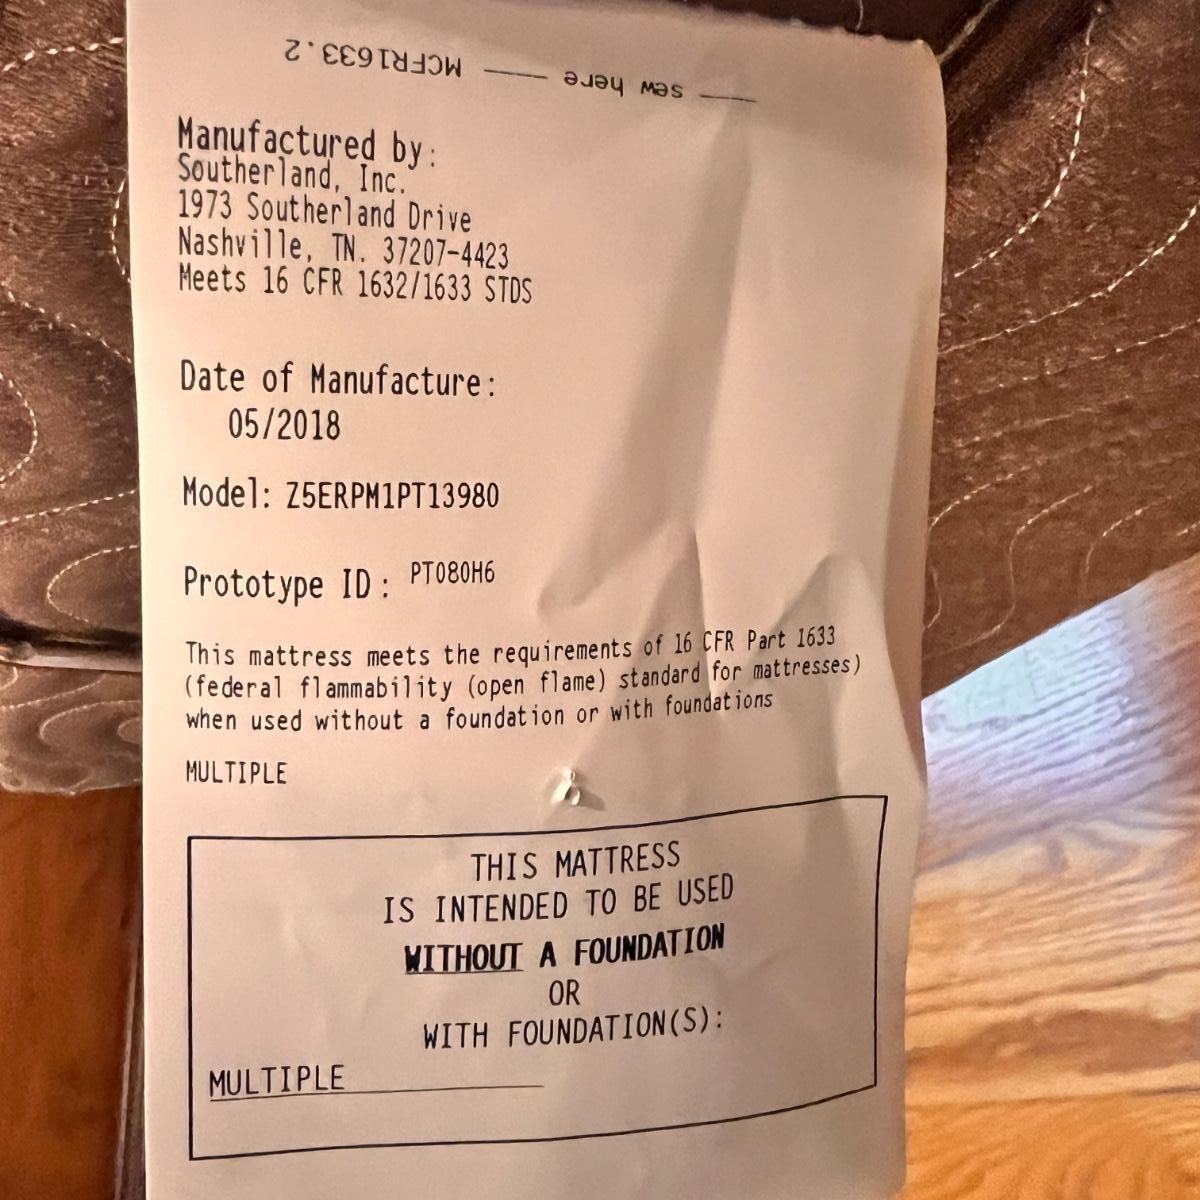 — sew here — MCFR1633.2
Manufactured by:
Southerland, Inc.
1973 Southerland Drive
Nashville, TN. 37207-4423
Meets 16 CFR 1632/1633 STDS
Date of Manufacture:
05/2018
Model: Z5ERPM1PT13980
Prototype ID: PT080H6
This mattress meets the requirements of 16 CFR Part 1633
(federal flammability (open flame) standard for mattresses)
when used without a foundation or with foundations
MULTIPLE
THIS MATTRESS
IS INTENDED TO BE USED
WITHOUT A FOUNDATION
OR
WITH FOUNDATION(S):
MULTIPLE